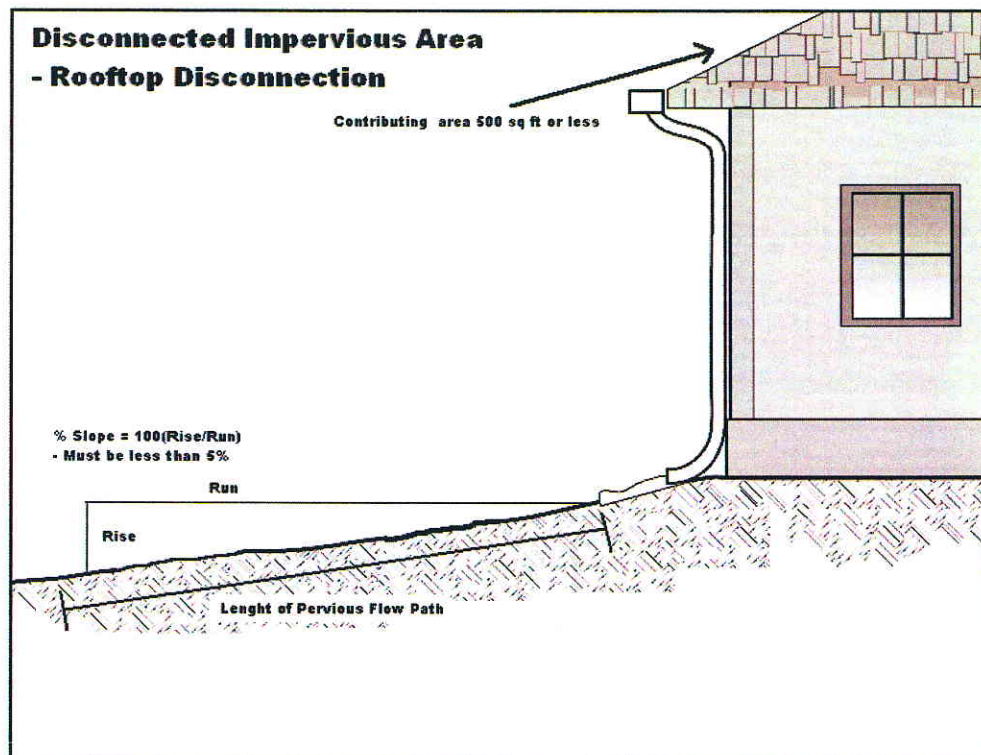 Disconnected Impervious Area
- Rooftop Disconnection
Contributing area 500 sq ft or less
% Slope = 100(Rise/Run)
- Must be less than 5%
Run
Rise
Lenght of Pervious Flow Path